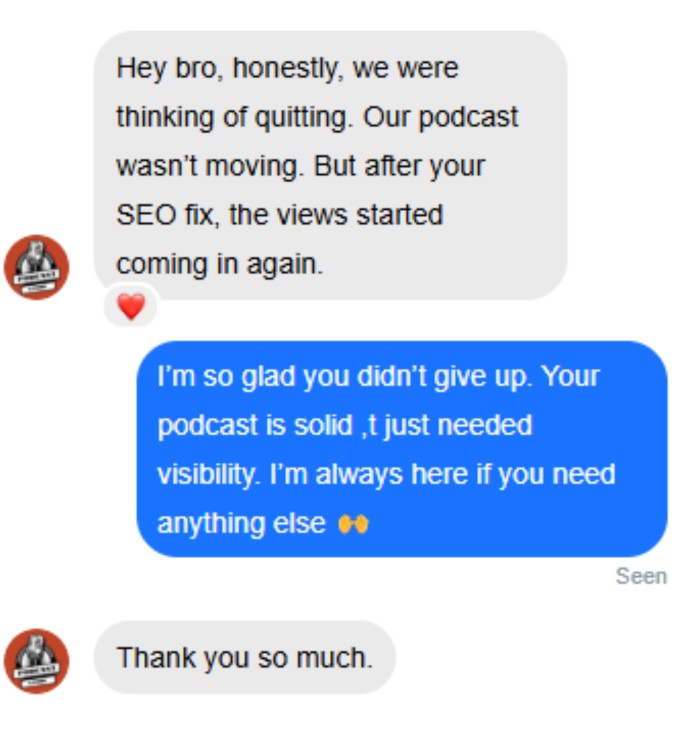 Hey bro, honestly, we were
thinking of quitting. Our podcast
wasn't moving. But after your
SEO fix, the views started
coming in again.
I'm so glad you didn't give up. Your
podcast is solid ,t just needed
visibility. I'm always here if you need
anything else 🙌
Seen
Thank you so much.